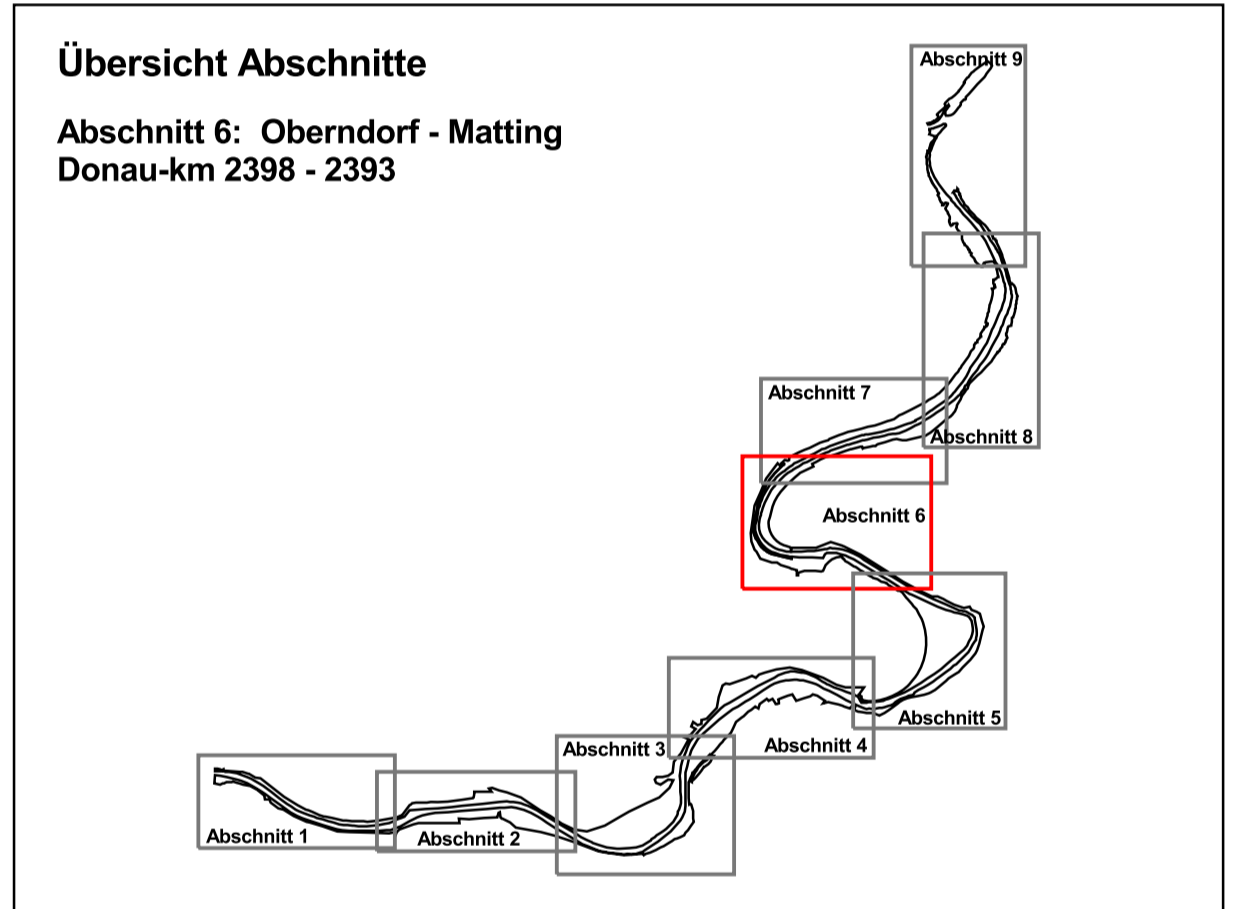 Übersicht Abschnitte
Abschnitt 6: Oberndorf - Matting
Donau-km 2398 - 2393
Abschnitt 9
Abschnitt 7
Abschnitt 8
Abschnitt 6
Abschnitt 5
Abschnitt 3
Abschnitt 4
Abschnitt 1
Abschnitt 2